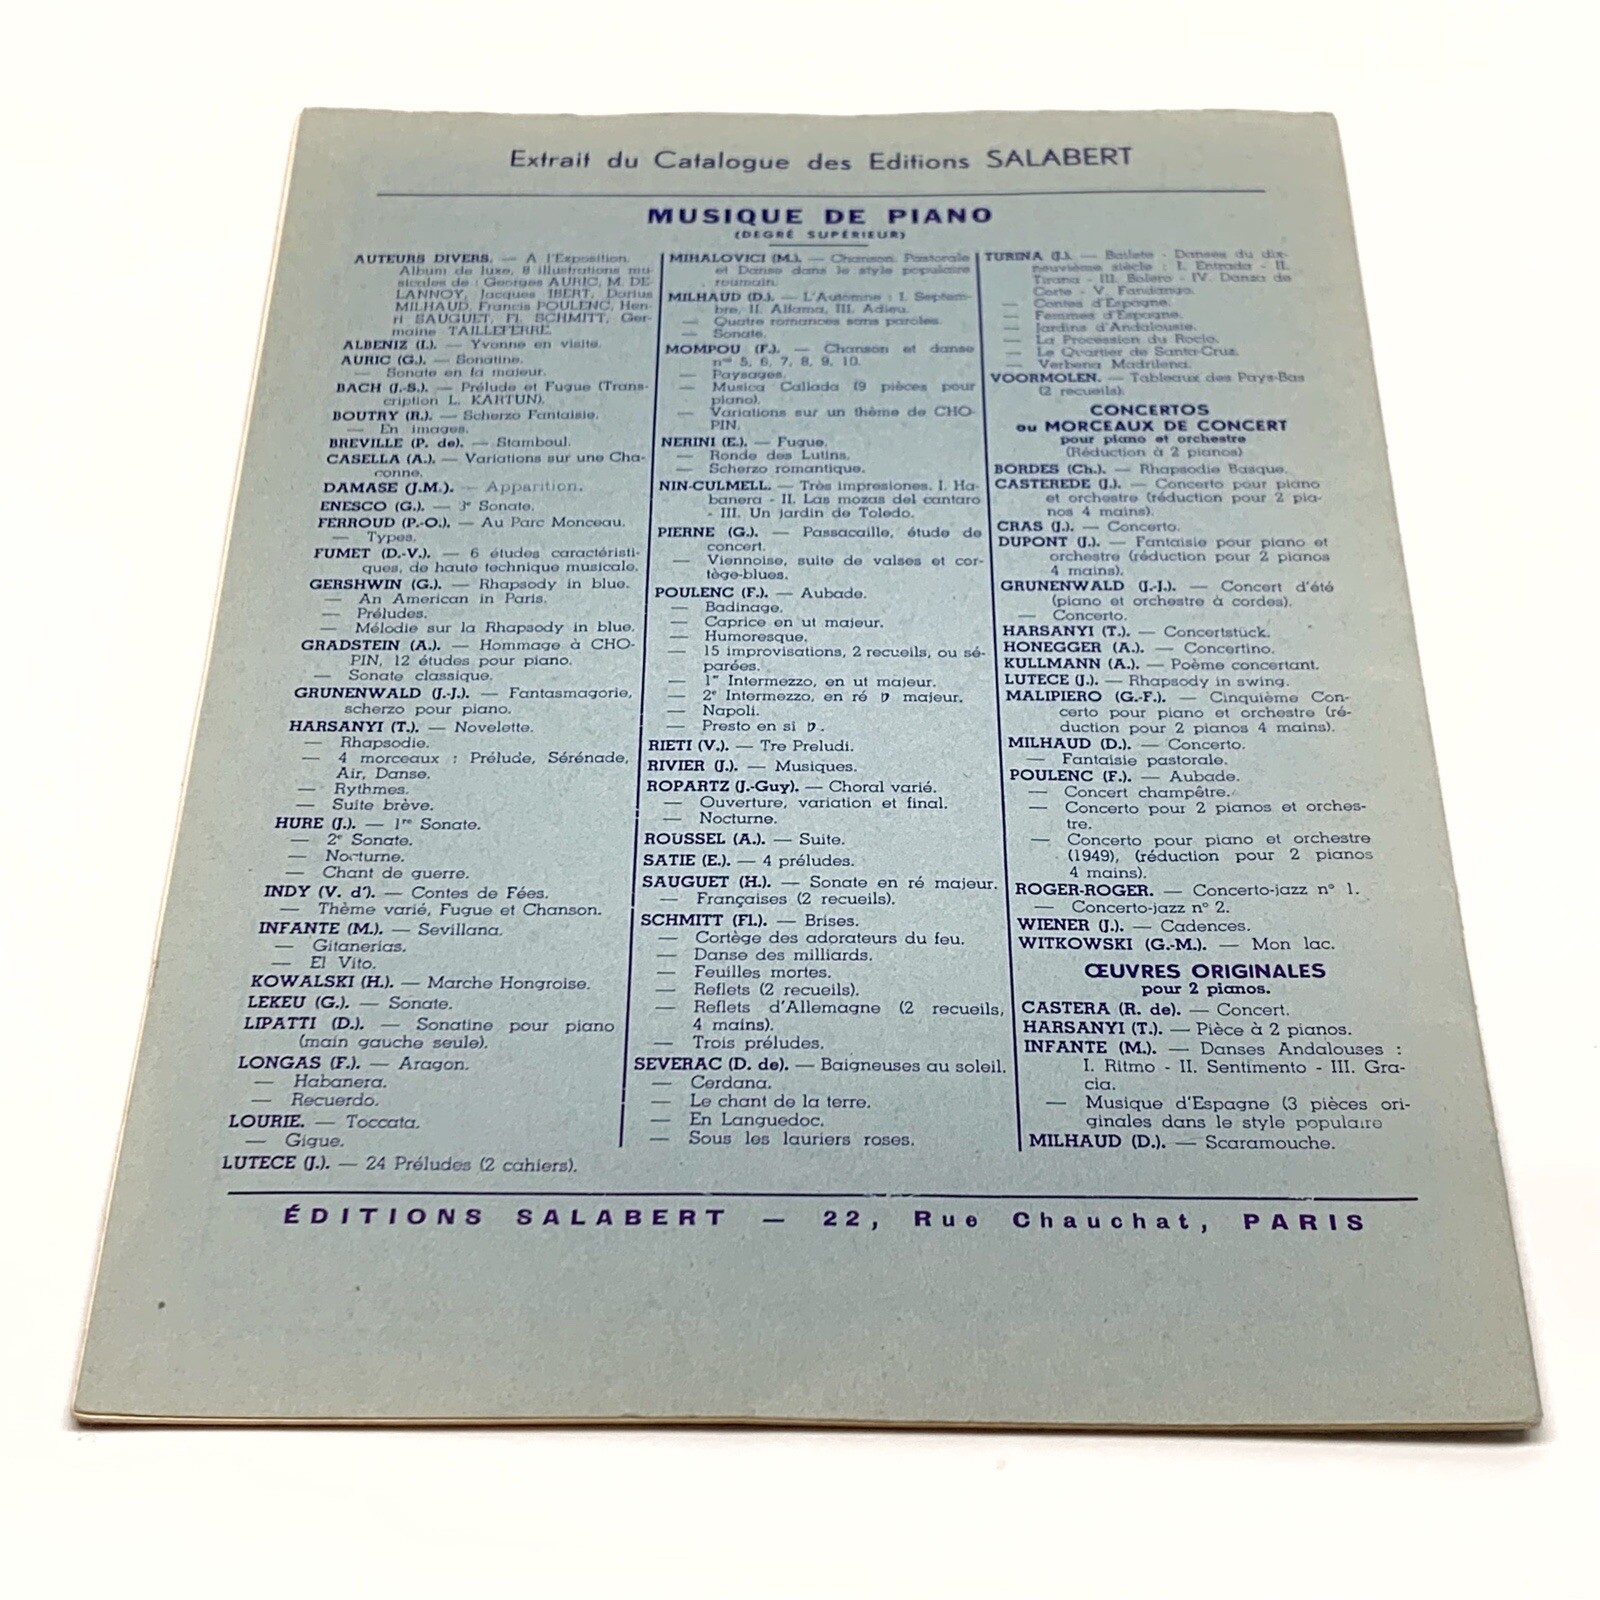 Extrait du Catalogue des Editions SALABERT
MUSIQUE DE PIANO
(DEGRÉ SUPÉRIEUR)
AUTEURS DIVERS. — A l'Exposition.
Album de luxe, 8 illustrations mu-
sicales de : Georges AURIC, M. DE-
LANNOY, Jacques IBERT, Darius
MILHAUD, Francis POULENC, Hen-
ri SAUGUET, Fl. SCHMITT, Ger-
maine TAILLEFERRE.
ALBENIZ (I.). — Yvonne en visite.
AURIC (G.). — Sonatine.
— Sonate en fa majeur.
BACH (J.-S.). — Prélude et Fugue (Trans-
cription L. KARTUN).
BOUTRY (R.). — Scherzo Fantaisie.
— En images.
BREVILLE (P. de). — Stamboul.
CASELLA (A.). — Variations sur une Cha-
conne.
DAMASE (J.M.). — Apparition.
ENESCO (G.). — 3e Sonate.
FERROUD (P.-O.). — Au Parc Monceau.
— Types.
FUMET (D.-V.). — 6 études caractéristi-
ques, de haute technique musicale.
GERSHWIN (G.). — Rhapsody in blue.
— An American in Paris.
— Préludes.
— Mélodie sur la Rhapsody in blue.
GRADSTEIN (A.). — Hommage à CHO-
PIN, 12 études pour piano.
— Sonate classique.
GRUNENWALD (J.-J.). — Fantasmagorie,
scherzo pour piano.
HARSANYI (T.). — Novelette.
— Rhapsodie.
— 4 morceaux : Prélude, Sérénade,
Air, Danse.
— Rythmes.
— Suite brève.
HURE (J.). — 1re Sonate.
— 2e Sonate.
— Nocturne.
— Chant de guerre.
INDY (V. d'). — Contes de Fées.
— Thème varié, Fugue et Chanson.
INFANTE (M.). — Sevillana.
— Gitanerias.
— El Vito.
KOWALSKI (H.). — Marche Hongroise.
LEKEU (G.). — Sonate.
LIPATTI (D.). — Sonatine pour piano
(main gauche seule).
LONGAS (F.). — Aragon.
— Habanera.
— Recuerdo.
LOURIE. — Toccata.
— Gigue.
LUTECE (J.). — 24 Préludes (2 cahiers).
MIHALOVICI (M.). — Chanson, Pastorale
et Danse dans le style populaire
roumain.
MILHAUD (D.). — L'Automne : I. Septem-
bre, II. Allama, III. Adieu.
— Quatre romances sans paroles.
— Sonate.
MOMPOU (F.). — Chanson et danse
nos 5, 6, 7, 8, 9, 10.
— Paysages.
— Musica Callada (9 pièces pour
piano).
— Variations sur un thème de CHO-
PIN.
NERINI (E.). — Fugue.
— Ronde des Lutins.
— Scherzo romantique.
NIN-CULMELL. — Très impresiones. I. Ha-
banera - II. Las mozas del cantaro
- III. Un jardin de Toledo.
PIERNE (G.). — Passacaille, étude de
concert.
— Viennoise, suite de valses et cor-
tège-blues.
POULENC (F.). — Aubade.
— Badinage.
— Caprice en ut majeur.
— Humoresque.
— 15 improvisations, 2 recueils, ou sé-
parées.
— 1er Intermezzo, en ut majeur.
— 2e Intermezzo, en ré ♭ majeur.
— Napoli.
— Presto en si ♭.
RIETI (V.). — Tre Preludi.
RIVIER (J.). — Musiques.
ROPARTZ (J.-Guy). — Choral varié.
— Ouverture, variation et final.
— Nocturne.
ROUSSEL (A.). — Suite.
SATIE (E.). — 4 préludes.
SAUGUET (H.). — Sonate en ré majeur.
— Françaises (2 recueils).
SCHMITT (Fl.). — Brises.
— Cortège des adorateurs du feu.
— Danse des milliards.
— Feuilles mortes.
— Reflets (2 recueils).
— Reflets d'Allemagne (2 recueils,
4 mains).
— Trois préludes.
SEVERAC (D. de). — Baigneuses au soleil.
— Cerdana.
— Le chant de la terre.
— En Languedoc.
— Sous les lauriers roses.
TURINA (J.). — Bailete - Danses du dix-
neuvième siècle : I. Entrada - II.
Tirana - III. Bolero - IV. Danza de
Corte - V. Fandango.
— Contes d'Espagne.
— Femmes d'Espagne.
— Jardins d'Andalousie.
— La Procession du Rocio.
— Le Quartier de Santa-Cruz.
— Verbena Madrilena.
VOORMOLEN. — Tableaux des Pays-Bas
(2 recueils).
CONCERTOS
ou MORCEAUX DE CONCERT
pour piano et orchestre
(Réduction à 2 pianos)
BORDES (Ch.). — Rhapsodie Basque.
CASTEREDE (J.). — Concerto pour piano
et orchestre (réduction pour 2 pia-
nos 4 mains).
CRAS (J.). — Concerto.
DUPONT (J.). — Fantaisie pour piano et
orchestre (réduction pour 2 pianos
4 mains).
GRUNENWALD (J.-J.). — Concert d'été
(piano et orchestre à cordes).
— Concerto.
HARSANYI (T.). — Concertstück.
HONEGGER (A.). — Concertino.
KULLMANN (A.). — Poème concertant.
LUTECE (J.). — Rhapsody in swing.
MALIPIERO (G.-F.). — Cinquième Con-
certo pour piano et orchestre (ré-
duction pour 2 pianos 4 mains).
MILHAUD (D.). — Concerto.
— Fantaisie pastorale.
POULENC (F.). — Aubade.
— Concert champêtre.
— Concerto pour 2 pianos et orches-
tre.
— Concerto pour piano et orchestre
(1949), (réduction pour 2 pianos
4 mains).
ROGER-ROGER. — Concerto-jazz n° 1.
— Concerto-jazz n° 2.
WIENER (J.). — Cadences.
WITKOWSKI (G.-M.). — Mon lac.
ŒUVRES ORIGINALES
pour 2 pianos.
CASTERA (R. de). — Concert.
HARSANYI (T.). — Pièce à 2 pianos.
INFANTE (M.). — Danses Andalouses :
I. Ritmo - II. Sentimento - III. Gra-
cia.
— Musique d'Espagne (3 pièces ori-
ginales dans le style populaire
MILHAUD (D.). — Scaramouche.
ÉDITIONS SALABERT — 22, Rue Chauchat, PARIS